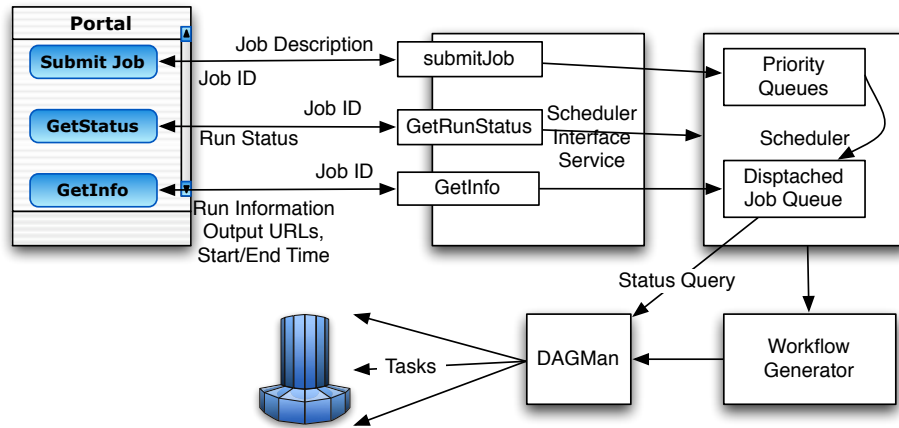 Portal
Submit Job
Job Description
Job ID
submitJob
Priority
Queues
GetStatus
Job ID
Run Status
GetRunStatus
Scheduler
Interface
Service
Scheduler
GetInfo
Job ID
GetInfo
Disptached
Job Queue
Run Information
Output URLs,
Start/End Time
Status Query
Tasks
DAGMan
Workflow
Generator